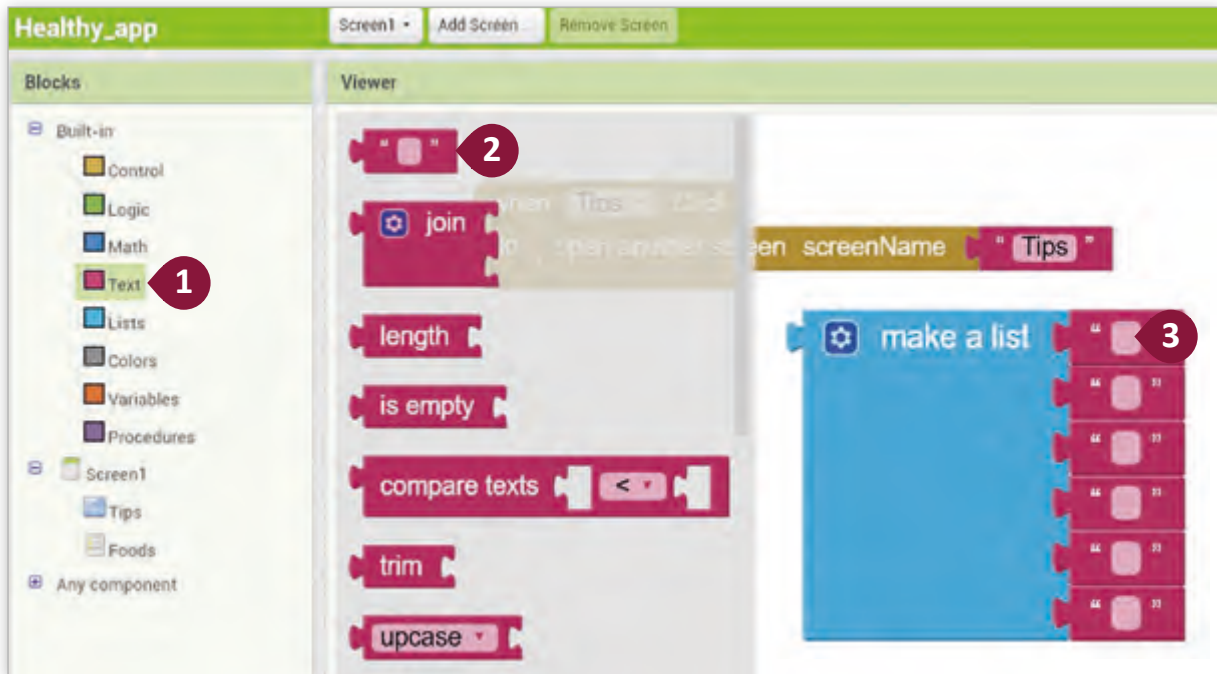 Healthy_app
Screen1
Add Screen
Remove Screen
Blocks
Viewer
Built-in
Control
Logic
Math
Text
1
Lists
Colors
Variables
Procedures
Screen1
Tips
Foods
Any component
" "
2
join
length
is empty
compare texts <
trim
upcase
Tips
screenName " Tips "
make a list " "
3
" "
" "
" "
" "
" "